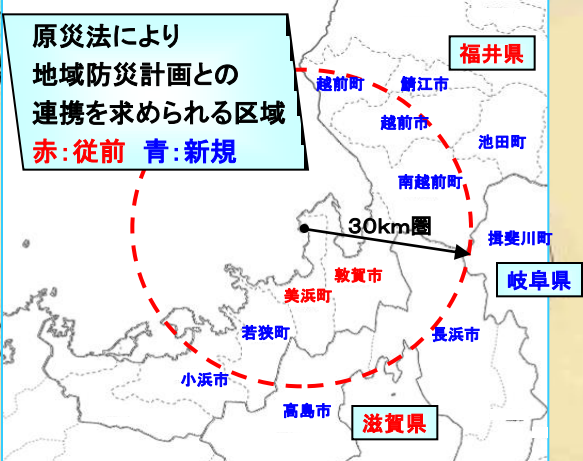 原災法により
地域防災計画との
連携を求められる区域
赤：従前 青：新規
福井県
越前町
鯖江市
越前市
池田町
南越前町
30km圏
揖斐川町
岐阜県
敦賀市
美浜町
若狭町
長浜市
小浜市
高島市
滋賀県